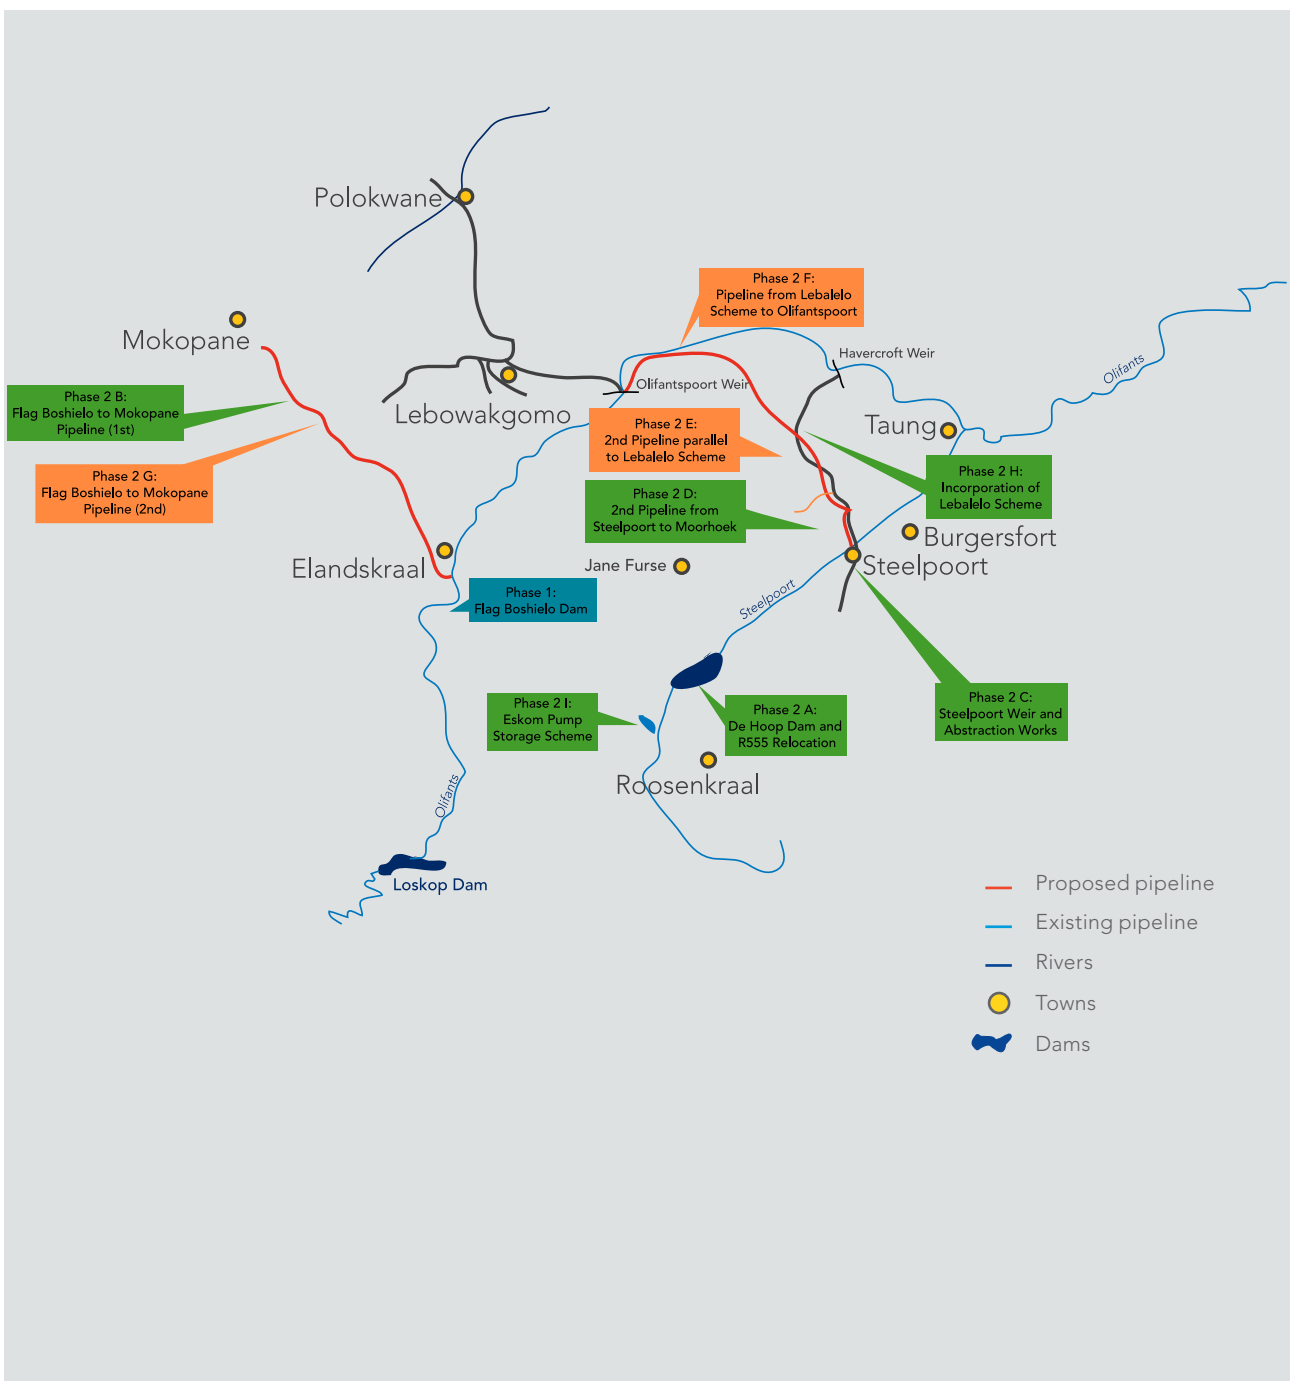 Polokwane
Phase 2 F:
Pipeline from Lebalelo
Scheme to Olifantspoort
Mokopane
Havercroft Weir
Olifants
Olifantspoort Weir
Phase 2 B:
Flag Boshielo to Mokopane
Pipeline (1st)
Lebowakgomo
Taung
Phase 2 E:
2nd Pipeline parallel
to Lebalelo Scheme
Phase 2 G:
Flag Boshielo to Mokopane
Pipeline (2nd)
Phase 2 H:
Incorporation of
Lebalelo Scheme
Phase 2 D:
2nd Pipeline from
Steelpoort to Moorhoek
Burgersfort
Elandskraal
Jane Furse
Steelpoort
Phase 1:
Flag Boshielo Dam
Steelpoort
Phase 2 I:
Eskom Pump
Storage Scheme
Phase 2 A:
De Hoop Dam and
R555 Relocation
Phase 2 C:
Steelpoort Weir and
Abstraction Works
Roosenkraal
Olifants
Loskop Dam
Proposed pipeline
Existing pipeline
Rivers
Towns
Dams